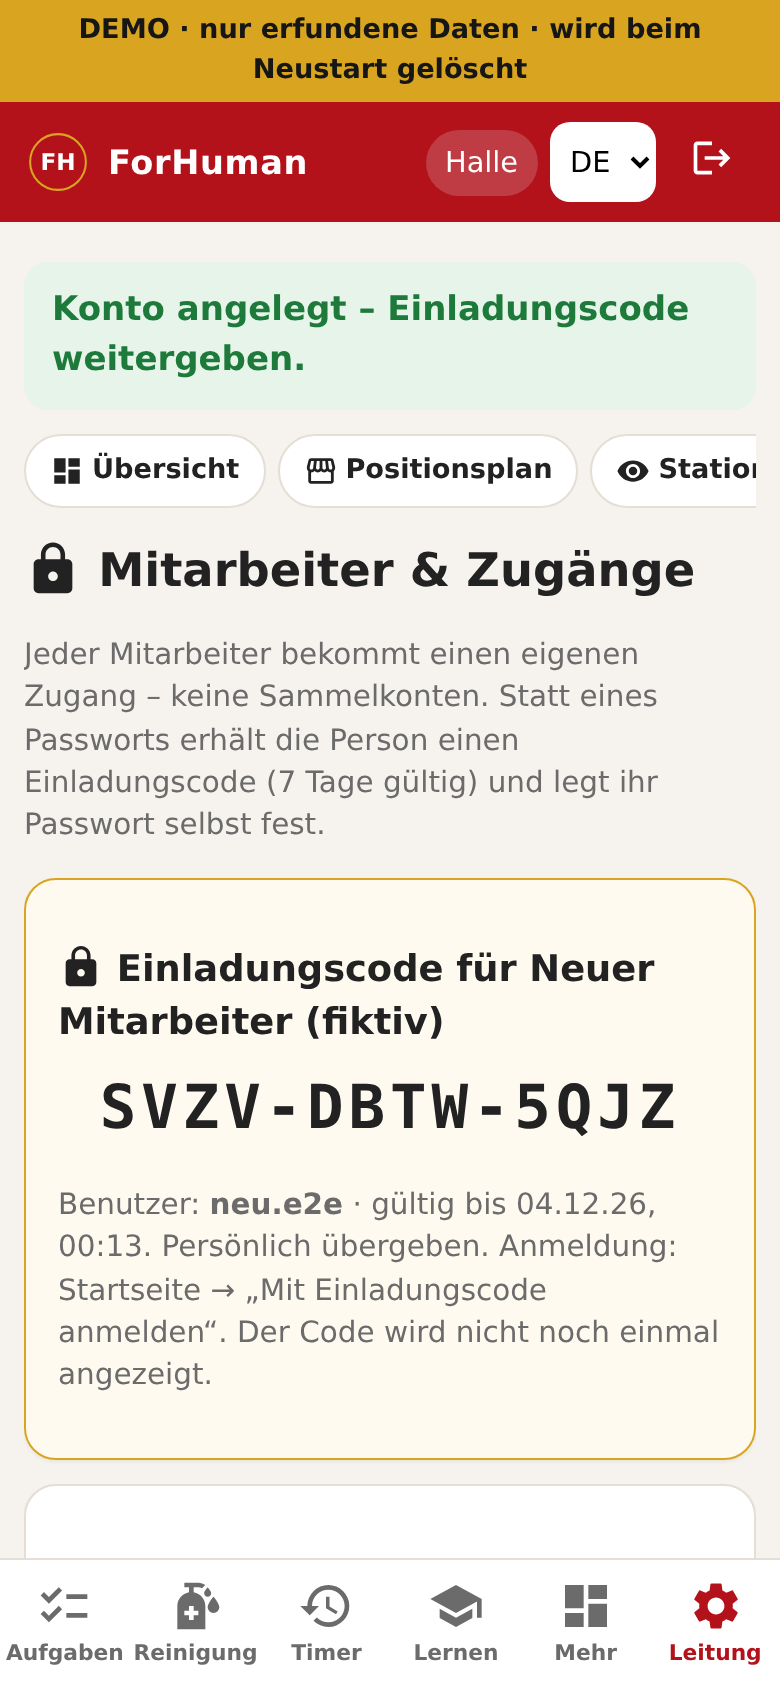 DEMO · nur erfundene Daten · wird beim
Neustart gelöscht
FH ForHuman Halle DE
Konto angelegt – Einladungscode
weitergeben.
Übersicht Positionsplan Station
Mitarbeiter & Zugänge
Jeder Mitarbeiter bekommt einen eigenen
Zugang – keine Sammelkonten. Statt eines
Passworts erhält die Person einen
Einladungscode (7 Tage gültig) und legt ihr
Passwort selbst fest.
Einladungscode für Neuer
Mitarbeiter (fiktiv)
SVZV-DBTW-5QJZ
Benutzer: neu.e2e · gültig bis 04.12.26,
00:13. Persönlich übergeben. Anmeldung:
Startseite → „Mit Einladungscode
anmelden“. Der Code wird nicht noch einmal
angezeigt.
Aufgaben Reinigung Timer Lernen Mehr Leitung